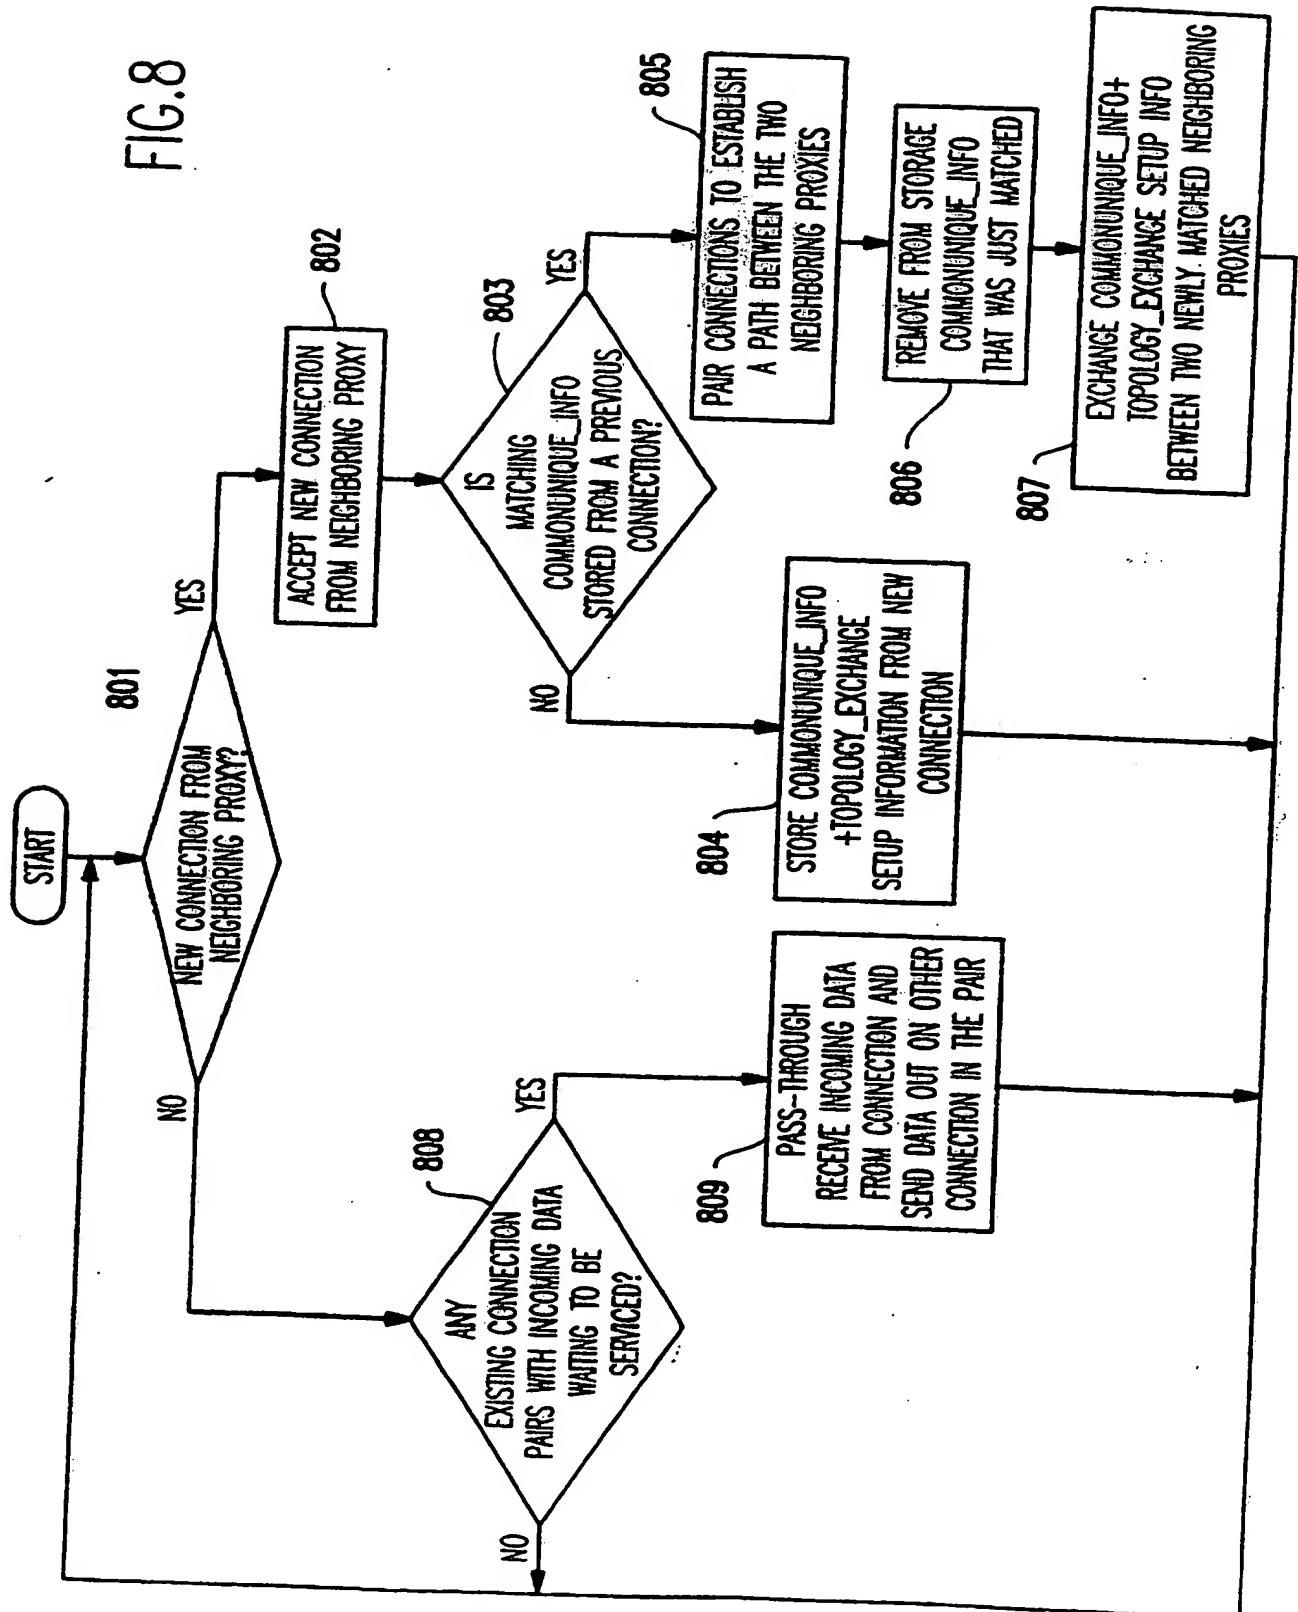 FIG.8
START
801
NEW CONNECTION FROM
NEIGHBORING PROXY?
YES
NO
802
ACCEPT NEW CONNECTION
FROM NEIGHBORING PROXY
803
IS
MATCHING
COMMONUNIQUE_INFO
STORED FROM A PREVIOUS
CONNECTION?
YES
NO
805
PAIR CONNECTIONS TO ESTABLISH
A PATH BETWEEN THE TWO
NEIGHBORING PROXIES
806
REMOVE FROM STORAGE
COMMONUNIQUE_INFO
THAT WAS JUST MATCHED
807
EXCHANGE COMMONUNIQUE_INFO+
TOPOLOGY_EXCHANGE SETUP INFO
BETWEEN TWO NEWLY MATCHED NEIGHBORING
PROXIES
804
STORE COMMONUNIQUE_INFO
+TOPOLOGY_EXCHANGE
SETUP INFORMATION FROM NEW
CONNECTION
808
ANY
EXISTING CONNECTION
PAIRS WITH INCOMING DATA
WAITING TO BE
SERVICED?
YES
NO
809
PASS-THROUGH
RECEIVE INCOMING DATA
FROM CONNECTION AND
SEND DATA OUT ON OTHER
CONNECTION IN THE PAIR